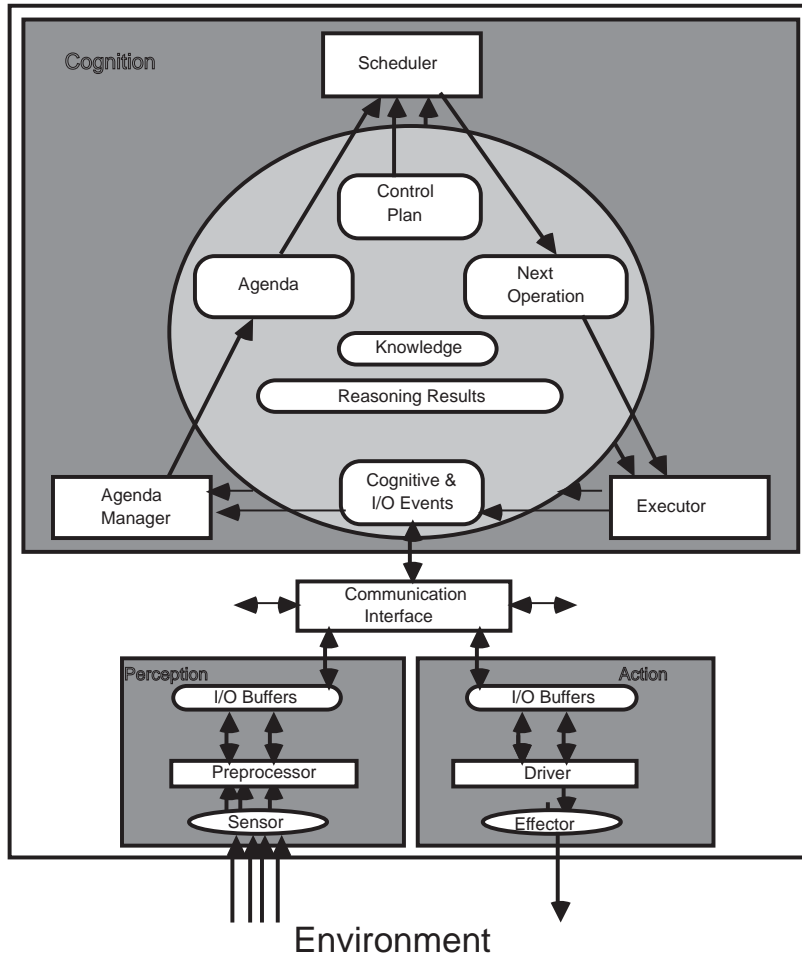 Cognition
Scheduler
Control
Plan
Agenda
Next
Operation
Knowledge
Reasoning Results
Agenda
Manager
Cognitive &
I/O Events
Executor
Communication
Interface
Perception
Action
I/O Buffers
I/O Buffers
Preprocessor
Driver
Sensor
Effector
Environment